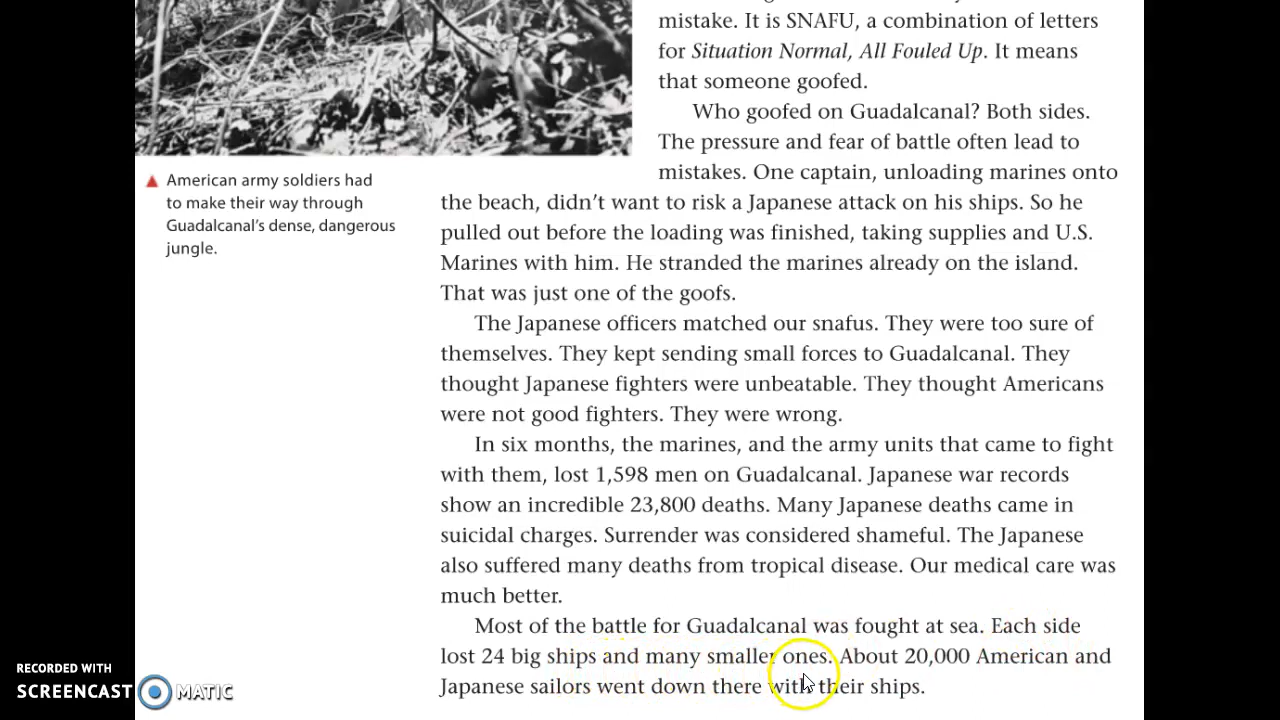 mistake. It is SNAFU, a combination of letters
for Situation Normal, All Fouled Up. It means
that someone goofed.
Who goofed on Guadalcanal? Both sides.
The pressure and fear of battle often lead to
mistakes. One captain, unloading marines onto
the beach, didn't want to risk a Japanese attack on his ships. So he
pulled out before the loading was finished, taking supplies and U.S.
Marines with him. He stranded the marines already on the island.
That was just one of the goofs.
The Japanese officers matched our snafus. They were too sure of
themselves. They kept sending small forces to Guadalcanal. They
thought Japanese fighters were unbeatable. They thought Americans
were not good fighters. They were wrong.
In six months, the marines, and the army units that came to fight
with them, lost 1,598 men on Guadalcanal. Japanese war records
show an incredible 23,800 deaths. Many Japanese deaths came in
suicidal charges. Surrender was considered shameful. The Japanese
also suffered many deaths from tropical disease. Our medical care was
much better.
Most of the battle for Guadalcanal was fought at sea. Each side
lost 24 big ships and many smaller ones. About 20,000 American and
Japanese sailors went down there with their ships.
American army soldiers had
to make their way through
Guadalcanal's dense, dangerous
jungle.
RECORDED WITH
SCREENCAST MATIC